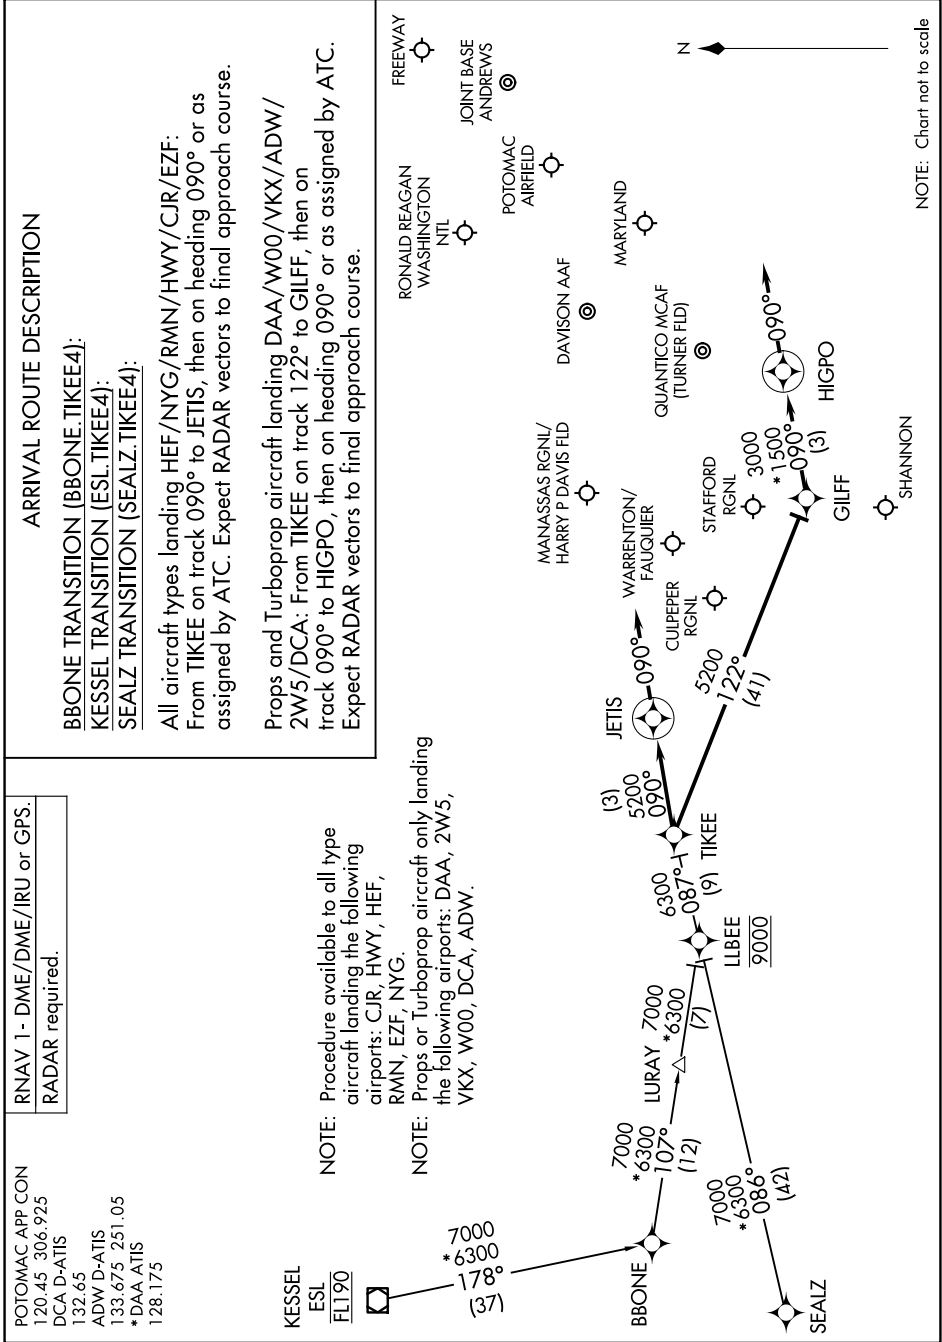 POTOMAC APP CON
120.45 306.925
DCA D-ATIS
132.65
ADW D-ATIS
133.675 251.05
*DAA ATIS
128.175
RNAV 1- DME/DME/IRU or GPS.
RADAR required.
ARRIVAL ROUTE DESCRIPTION
BBONE TRANSITION (BBONE.TIKEE4):
KESSEL TRANSITION (ESL.TIKEE4):
SEALZ TRANSITION (SEALZ.TIKEE4):
All aircraft types landing HEF/NYG/RMN/HWY/CJR/EZF:
From TIKEE on track 090° to JETIS, then on heading 090° or as
assigned by ATC. Expect RADAR vectors to final approach course.
Props and Turboprop aircraft landing DAA/W00/VKX/ADW/
2W5/DCA: From TIKEE on track 122° to GILFF, then on
track 090° to HIGPO, then on heading 090° or as assigned by ATC.
Expect RADAR vectors to final approach course.
NOTE: Procedure available to all type
aircraft landing the following
airports: CJR, HWY, HEF,
RMN, EZF, NYG.
NOTE: Props or Turboprop aircraft only landing
the following airports: DAA, 2W5,
VKX, W00, DCA, ADW.
KESSEL
ESL
FL190
7000
*6300
178°
(37)
BBONE
7000
*6300
107°
(12)
LURAY
7000
*6300
(7)
SEALZ
7000
*6300
086°
(42)
LLBEE
9000
6300
087°
(9)
TIKEE
(3)
5200
090°
JETIS
090°
5200
122°
(41)
GILFF
3000
*1500
090°
(3)
HIGPO
090°
FREEWAY
JOINT BASE
ANDREWS
RONALD REAGAN
WASHINGTON
NTL
POTOMAC
AIRFIELD
MARYLAND
DAVISON AAF
QUANTICO MCAF
(TURNER FLD)
MANASSAS RGNL/
HARRY P DAVIS FLD
WARRENTON/
FAUQUIER
STAFFORD
RGNL
CULPEPER
RGNL
SHANNON
N
NOTE: Chart not to scale